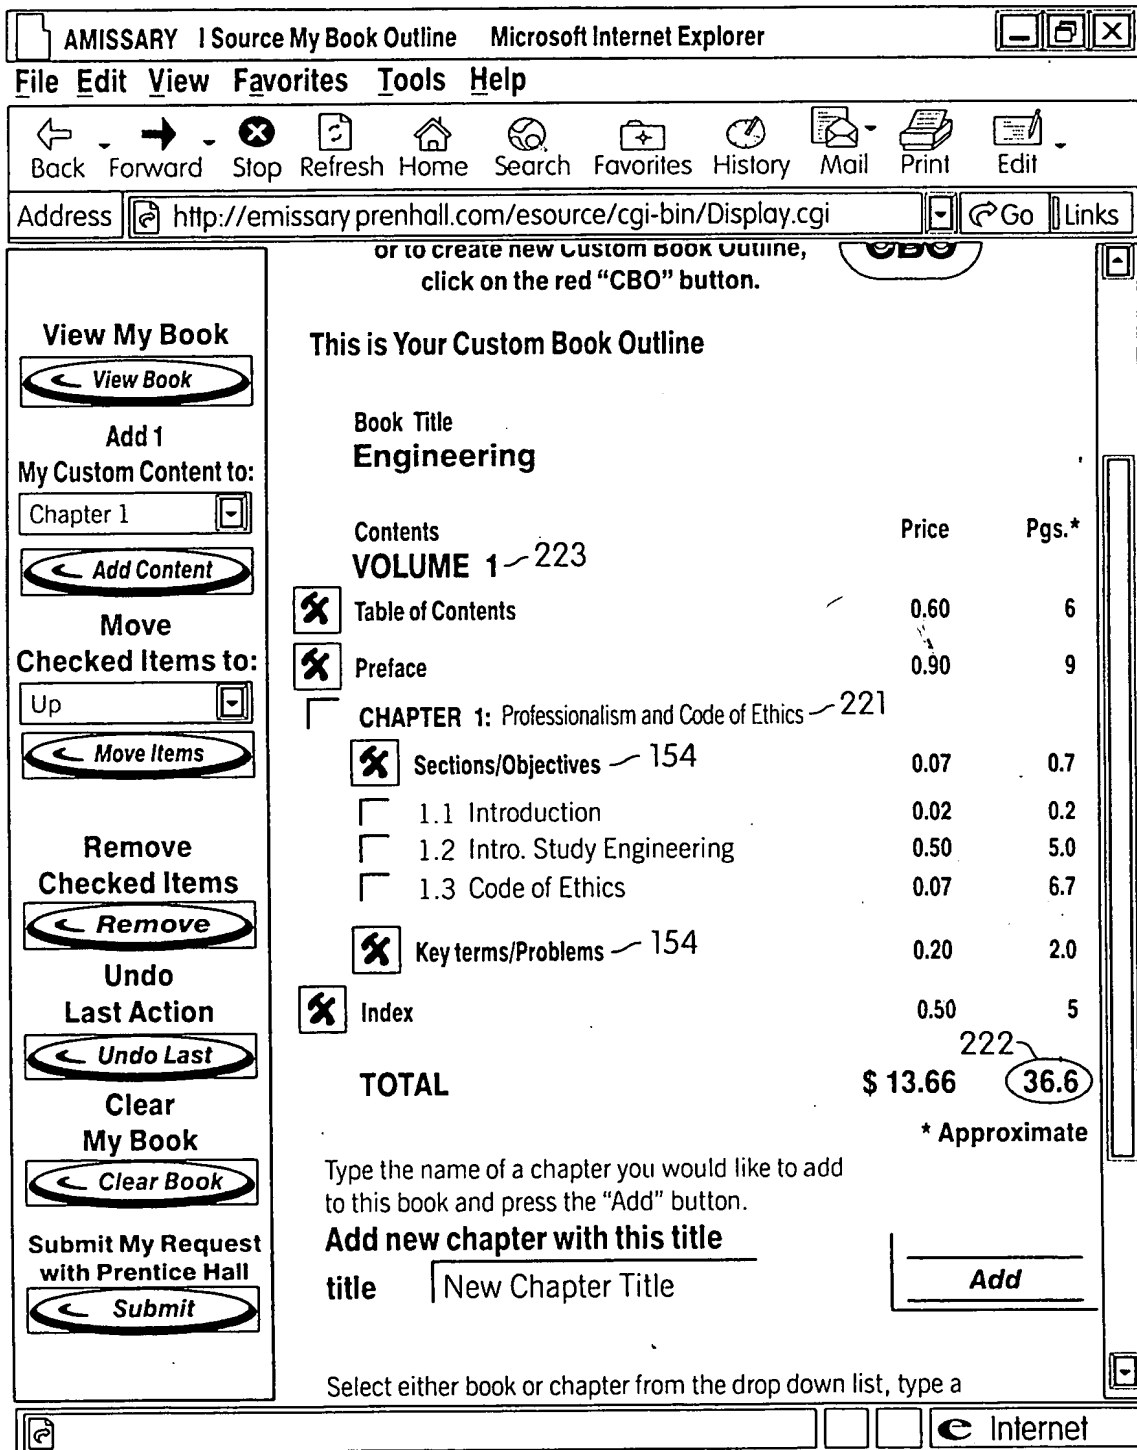 AMISSARY I Source My Book Outline Microsoft Internet Explorer
File Edit View Favorites Tools Help
Back Forward Stop Refresh Home Search Favorites History Mail Print Edit
Address http://emissary prenhall.com/esource/cgi-bin/Display.cgi Go Links
or to create new Custom Book Outline, CBO
click on the red “CBO” button.
View My Book
View Book
Add 1
My Custom Content to:
Chapter 1
Add Content
Move
Checked Items to:
Up
Move Items
Remove
Checked Items
Remove
Undo
Last Action
Undo Last
Clear
My Book
Clear Book
Submit My Request
with Prentice Hall
Submit
This is Your Custom Book Outline
Book Title
Engineering
Contents Price Pgs.*
VOLUME 1 223
Table of Contents 0.60 6
Preface 0.90 9
CHAPTER 1: Professionalism and Code of Ethics 221
Sections/Objectives 154 0.07 0.7
1.1 Introduction 0.02 0.2
1.2 Intro. Study Engineering 0.50 5.0
1.3 Code of Ethics 0.07 6.7
Key terms/Problems 154 0.20 2.0
Index 0.50 5
222
TOTAL $ 13.66 36.6
* Approximate
Type the name of a chapter you would like to add
to this book and press the “Add” button.
Add new chapter with this title
title New Chapter Title Add
Select either book or chapter from the drop down list, type a
Internet